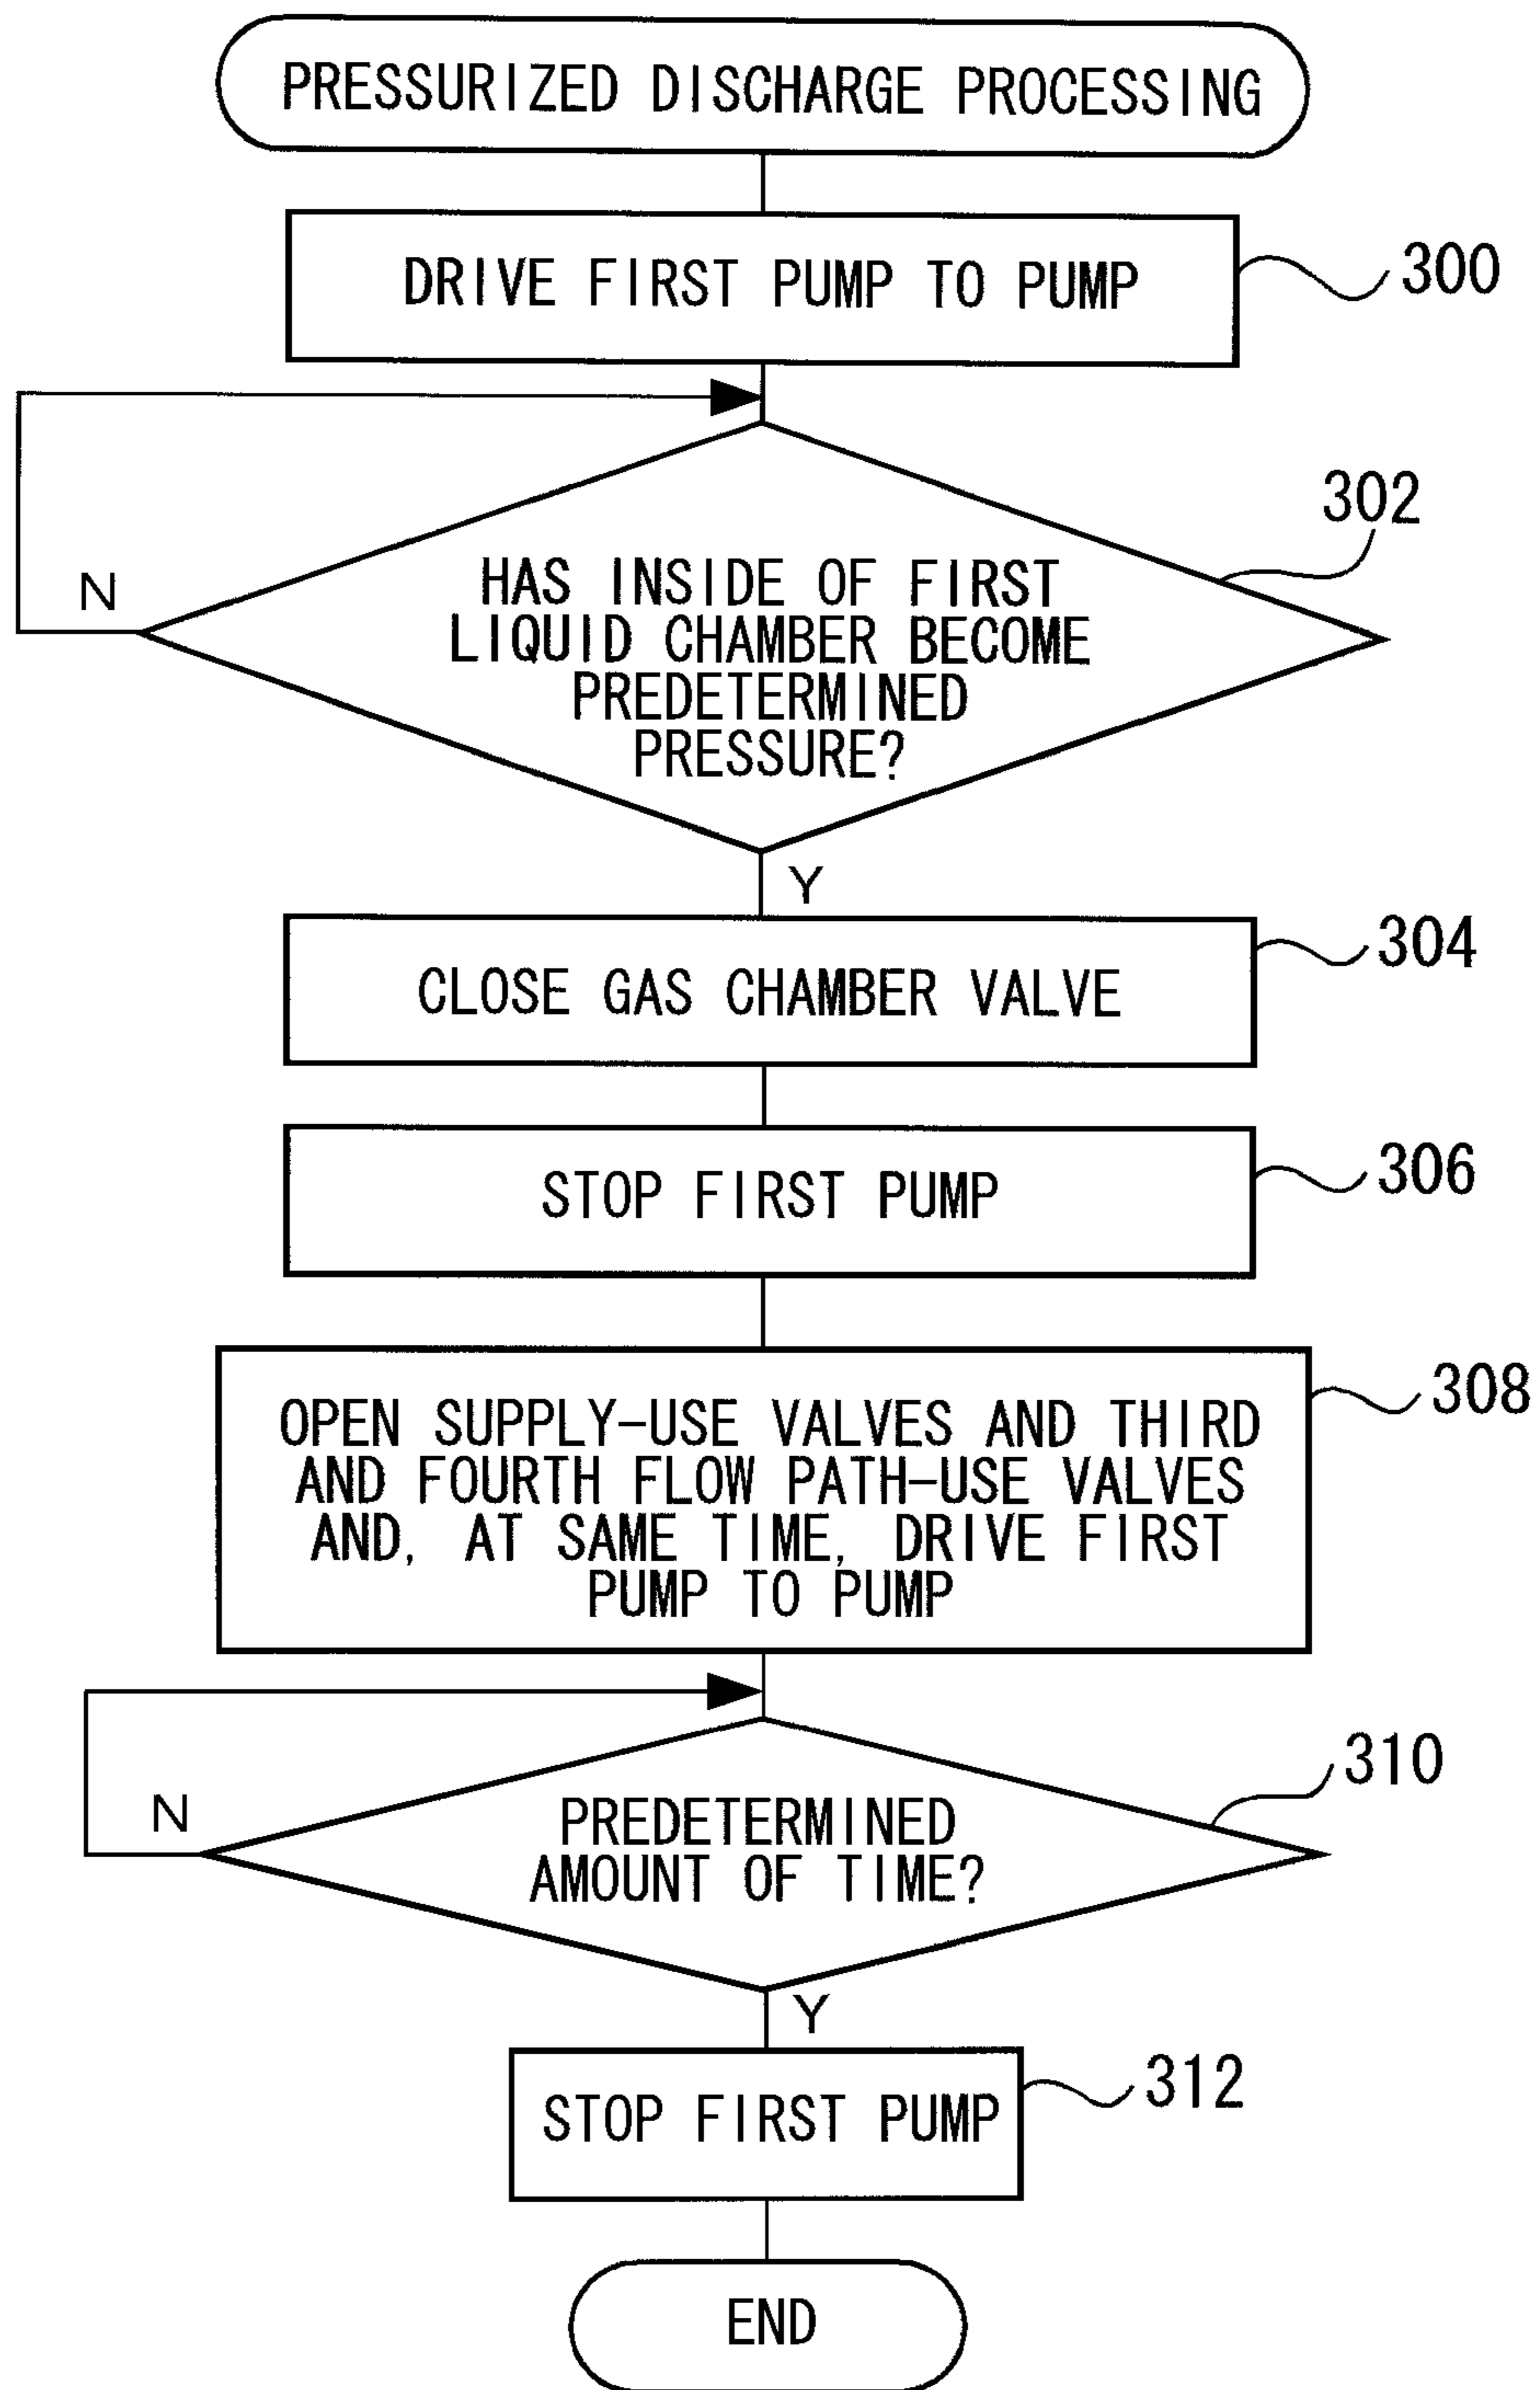 PRESSURIZED DISCHARGE PROCESSING
DRIVE FIRST PUMP TO PUMP
300
302
N
HAS INSIDE OF FIRST
LIQUID CHAMBER BECOME
PREDETERMINED
PRESSURE?
Y
304
CLOSE GAS CHAMBER VALVE
306
STOP FIRST PUMP
308
OPEN SUPPLY-USE VALVES AND THIRD
AND FOURTH FLOW PATH-USE VALVES
AND, AT SAME TIME, DRIVE FIRST
PUMP TO PUMP
310
N
PREDETERMINED
AMOUNT OF TIME?
Y
312
STOP FIRST PUMP
END